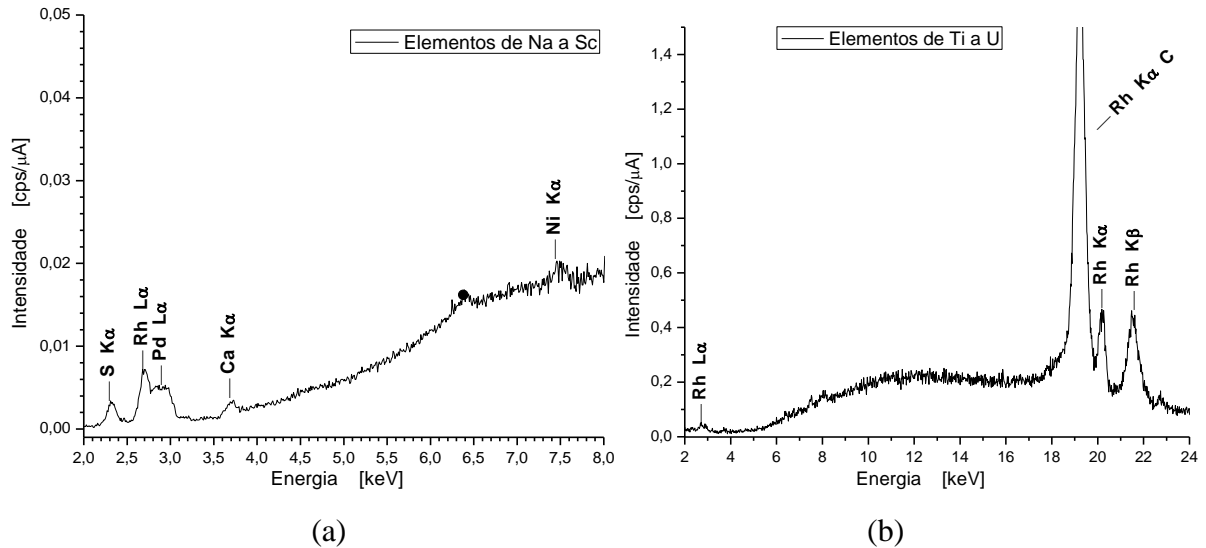 Elementos de Na a Sc
Intensidade [cps/µA]
0,05
0,04
0,03
0,02
0,01
0,00
S Kα
Rh Lα
Pd Lα
Ca Kα
Ni Kα
2,0 2,5 3,0 3,5 4,0 4,5 5,0 5,5 6,0 6,5 7,0 7,5 8,0
Energia [keV]
(a)
Elementos de Ti a U
Intensidade [cps/µA]
1,4
1,2
1,0
0,8
0,6
0,4
0,2
0,0
Rh Lα
Rh Kα C
Rh Kα
Rh Kβ
2 4 6 8 10 12 14 16 18 20 22 24
Energia [keV]
(b)